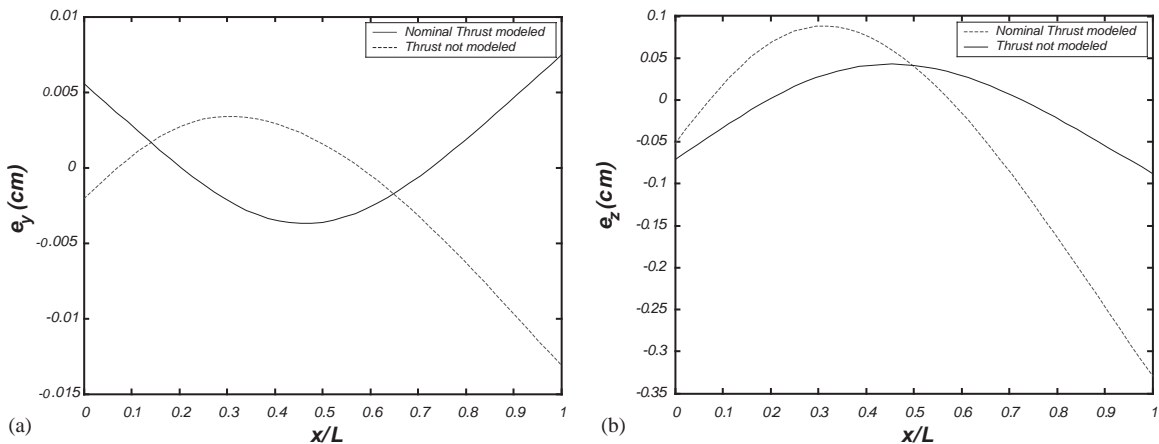 0.01
0.005
0
-0.005
-0.01
-0.015
e_y (cm)
Nominal Thrust modeled
Thrust not modeled
0 0.1 0.2 0.3 0.4 0.5 0.6 0.7 0.8 0.9 1
x/L
(a)
0.1
0.05
0
-0.05
-0.1
-0.15
-0.2
-0.25
-0.3
-0.35
e_z (cm)
Nominal Thrust modeled
Thrust not modeled
0 0.1 0.2 0.3 0.4 0.5 0.6 0.7 0.8 0.9 1
x/L
(b)